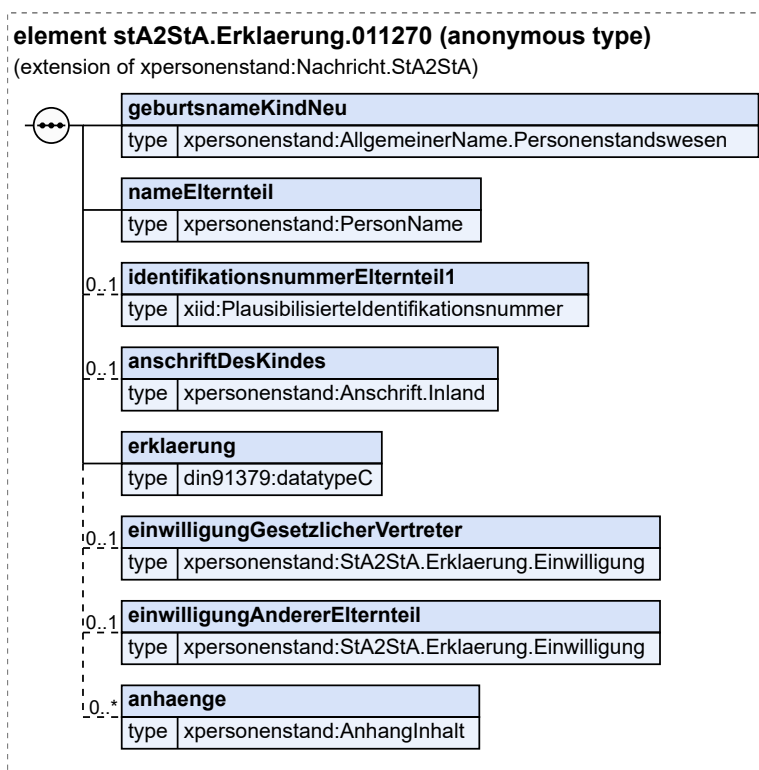 element stA2StA.Erklaerung.011270 (anonymous type)
(extension of xpersonenstand:Nachricht.StA2StA)
geburtsnameKindNeu
type xpersonenstand:AllgemeinerName.Personenstandswesen
nameElternteil
type xpersonenstand:PersonName
0..1 identifikationsnummerElternteil1
type xiid:PlausibilisierteIdentifikationsnummer
0..1 anschriftDesKindes
type xpersonenstand:Anschrift.Inland
erklaerung
type din91379:datatypeC
0..1 einwilligungGesetzlicherVertreter
type xpersonenstand:StA2StA.Erklaerung.Einwilligung
0..1 einwilligungAndererElternteil
type xpersonenstand:StA2StA.Erklaerung.Einwilligung
0..* anhaenge
type xpersonenstand:AnhangInhalt